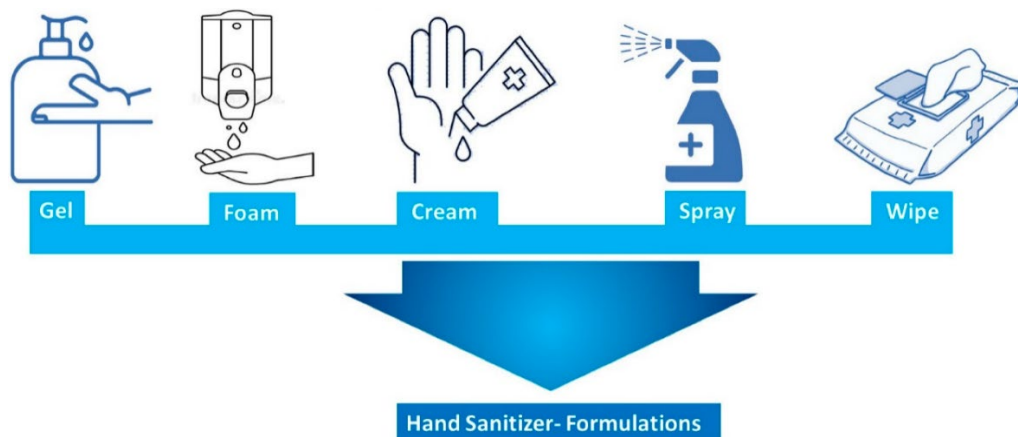 Gel
Foam
Cream
Spray
Wipe
Hand Sanitizer- Formulations